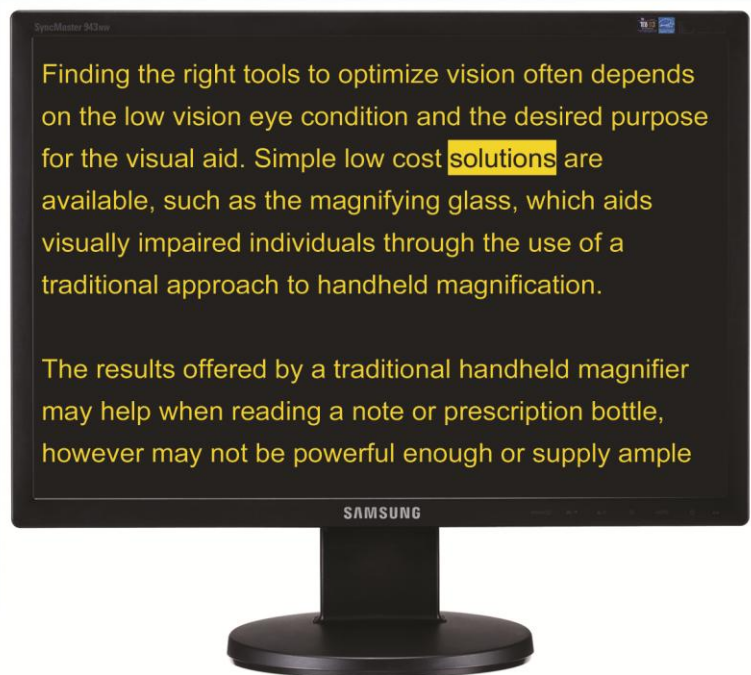 SyncMaster 943NW
Finding the right tools to optimize vision often depends
on the low vision eye condition and the desired purpose
for the visual aid. Simple low cost solutions are
available, such as the magnifying glass, which aids
visually impaired individuals through the use of a
traditional approach to handheld magnification.
The results offered by a traditional handheld magnifier
may help when reading a note or prescription bottle,
however may not be powerful enough or supply ample
SAMSUNG